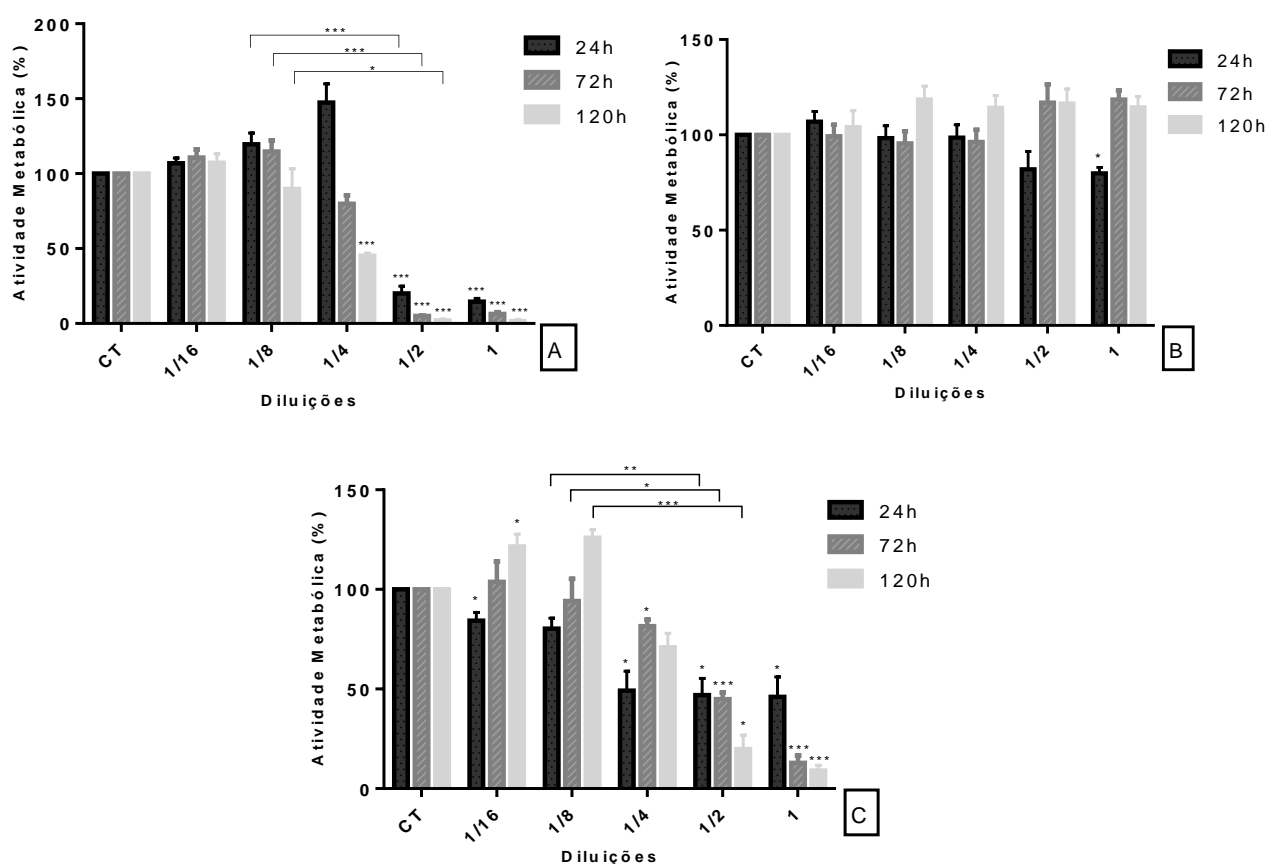 200
150
100
50
0
Atividade Metabólica (%)
***
***
*
***
***
***
***
***
***
***
24h
72h
120h
CT
1/16
1/8
1/4
1/2
1
Diluições
A
150
100
50
0
Atividade Metabólica (%)
*
24h
72h
120h
CT
1/16
1/8
1/4
1/2
1
Diluições
B
150
100
50
0
Atividade Metabólica (%)
**
*
***
*
*
*
*
*
***
*
*
***
***
24h
72h
120h
CT
1/16
1/8
1/4
1/2
1
Diluições
C